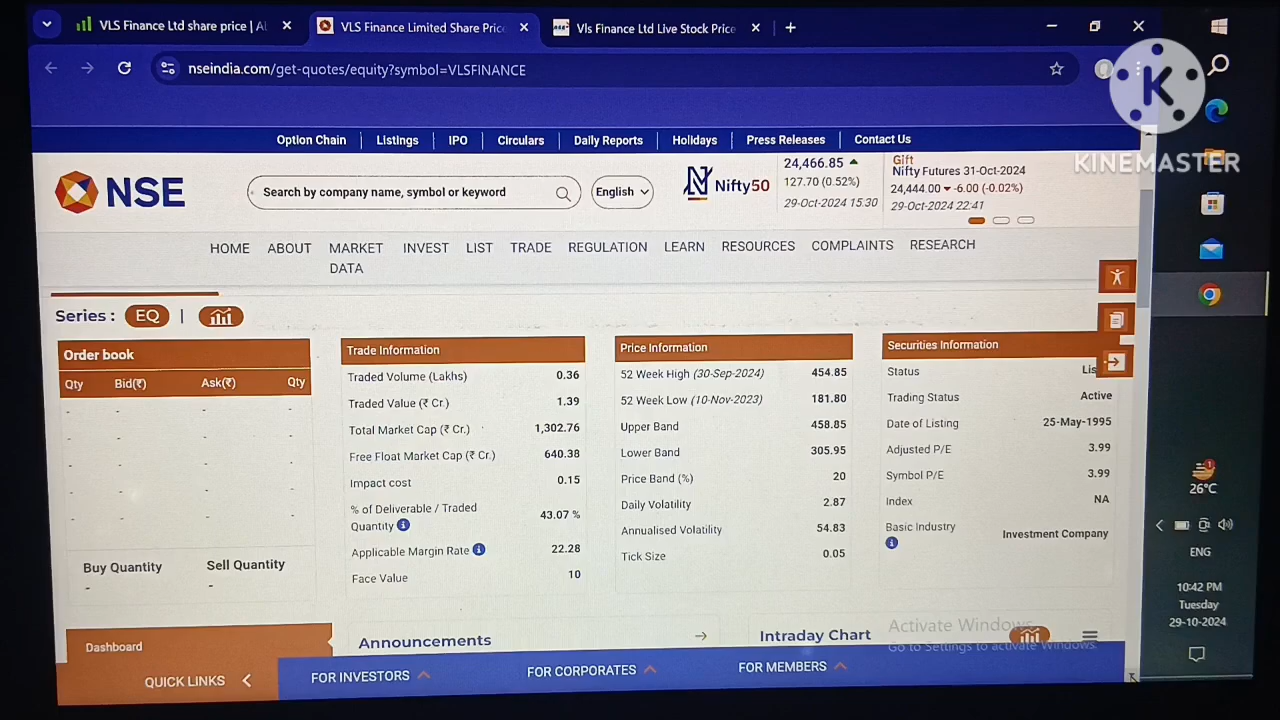 VLS Finance Ltd share price | Al
VLS Finance Limited Share Price
Vls Finance Ltd Live Stock Price
nseindia.com/get-quotes/equity?symbol=VLSFINANCE
K
KINEMASTER
Option Chain | Listings | IPO | Circulars | Daily Reports | Holidays | Press Releases | Contact Us
NSE
Search by company name, symbol or keyword
English
Nifty50
24,466.85
127.70 (0.52%)
29-Oct-2024 15:30
Gift
Nifty Futures 31-Oct-2024
24,444.00 -6.00 (-0.02%)
29-Oct-2024 22:41
HOME ABOUT MARKET DATA INVEST LIST TRADE REGULATION LEARN RESOURCES COMPLAINTS RESEARCH
Series : EQ |
Order book
Qty Bid(₹) Ask(₹) Qty
- - - -
- - - -
- - - -
- - - -
- - - -
Buy Quantity Sell Quantity
- -
Trade Information
Traded Volume (Lakhs) 0.36
Traded Value (₹ Cr.) 1.39
Total Market Cap (₹ Cr.) 1,302.76
Free Float Market Cap (₹ Cr.) 640.38
Impact cost 0.15
% of Deliverable / Traded
Quantity i 43.07 %
Applicable Margin Rate i 22.28
Face Value 10
Price Information
52 Week High (30-Sep-2024) 454.85
52 Week Low (10-Nov-2023) 181.80
Upper Band 458.85
Lower Band 305.95
Price Band (%) 20
Daily Volatility 2.87
Annualised Volatility 54.83
Tick Size 0.05
Securities Information
Status Lis
Trading Status Active
Date of Listing 25-May-1995
Adjusted P/E 3.99
Symbol P/E 3.99
Index NA
Basic Industry i Investment Company
Dashboard
Announcements
Intraday Chart
Activate Windows
Go to Settings to activate Windows.
QUICK LINKS
FOR INVESTORS
FOR CORPORATES
FOR MEMBERS
1
26°C
ENG
10:42 PM
Tuesday
29-10-2024